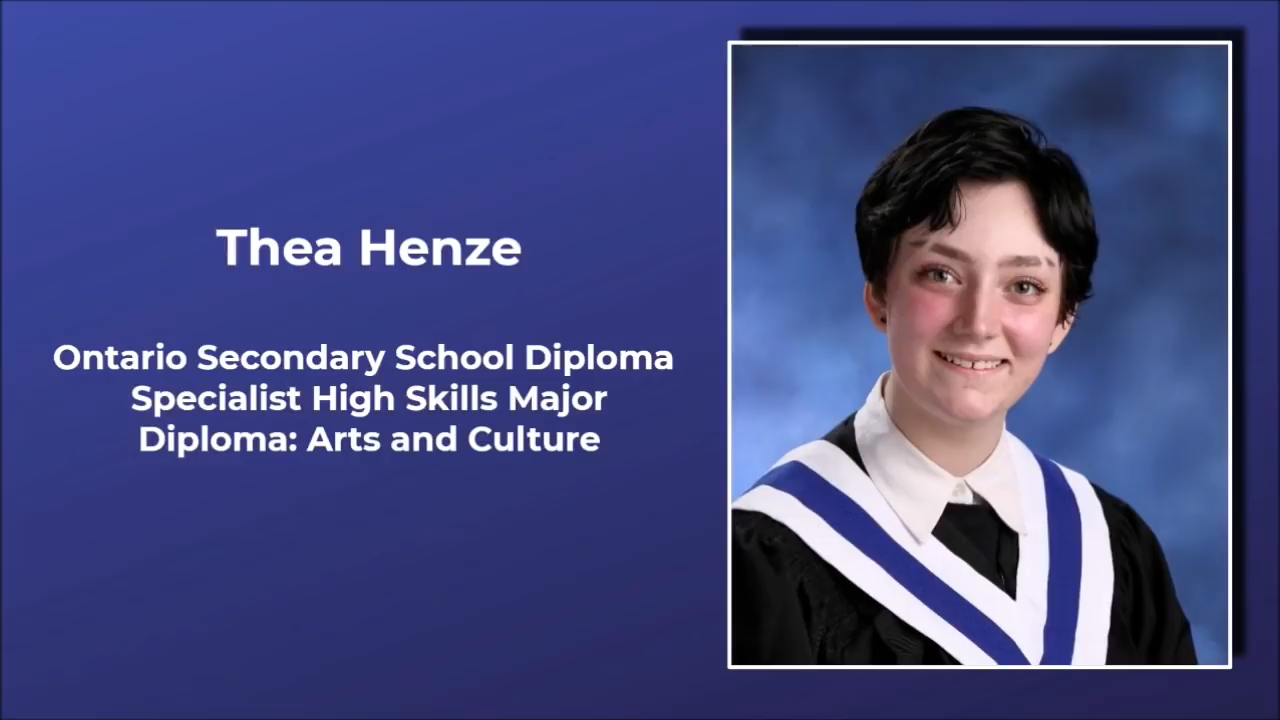 Thea Henze
Ontario Secondary School Diploma
Specialist High Skills Major
Diploma: Arts and Culture